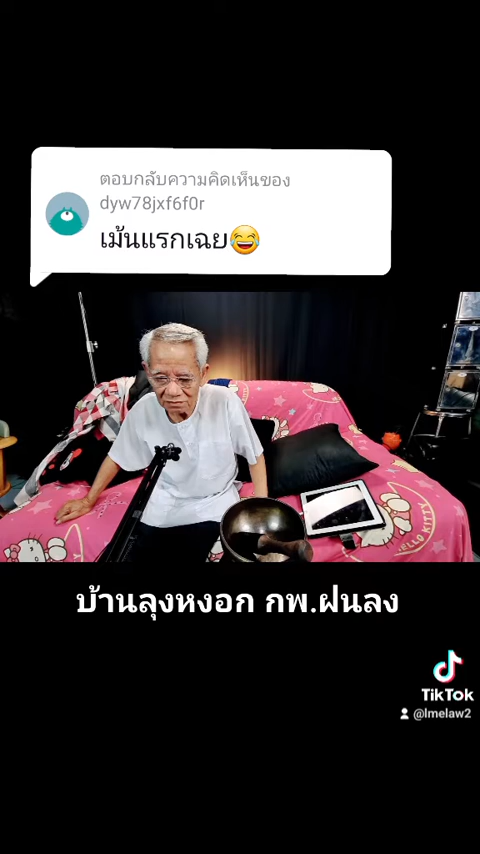 ตอบกลับความคิดเห็นของ
dyw78jxf6f0r
เม้นแรกเฉย😂
HELLO KITTY
บ้านลุงหงอก กพ.ฝนลง
TikTok
@lmelaw2